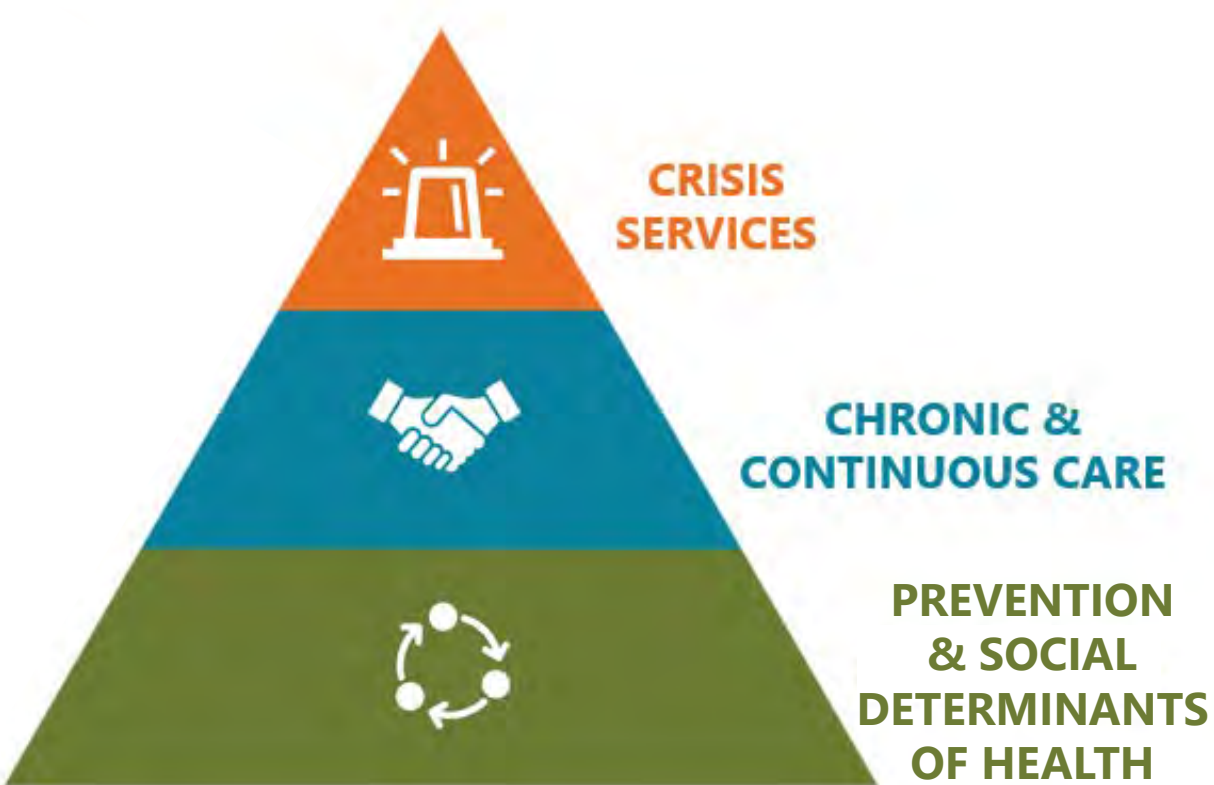 CRISIS
SERVICES
CHRONIC &
CONTINUOUS CARE
PREVENTION
& SOCIAL
DETERMINANTS
OF HEALTH